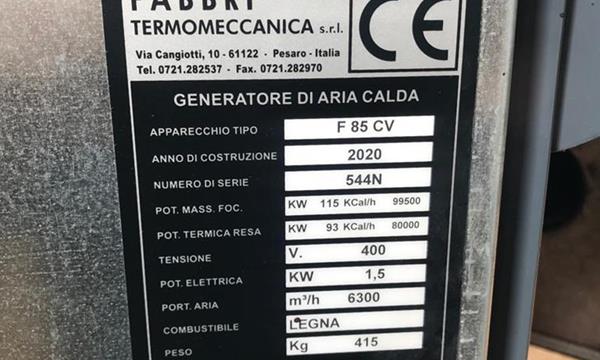 FABBRI
TERMOMECCANICA s.r.l.
Via Cangiotti, 10 - 61122 - Pesaro - Italia
Tel. 0721.282537 - Fax. 0721.282970
CE
GENERATORE DI ARIA CALDA
APPARECCHIO TIPO F 85 CV
ANNO DI COSTRUZIONE 2020
NUMERO DI SERIE 544N
POT. MASS. FOC. KW 115 KCal/h 99500
POT. TERMICA RESA KW 93 KCal/h 80000
TENSIONE V. 400
POT. ELETTRICA KW 1,5
PORT. ARIA m³/h 6300
COMBUSTIBILE LEGNA
PESO Kg 415